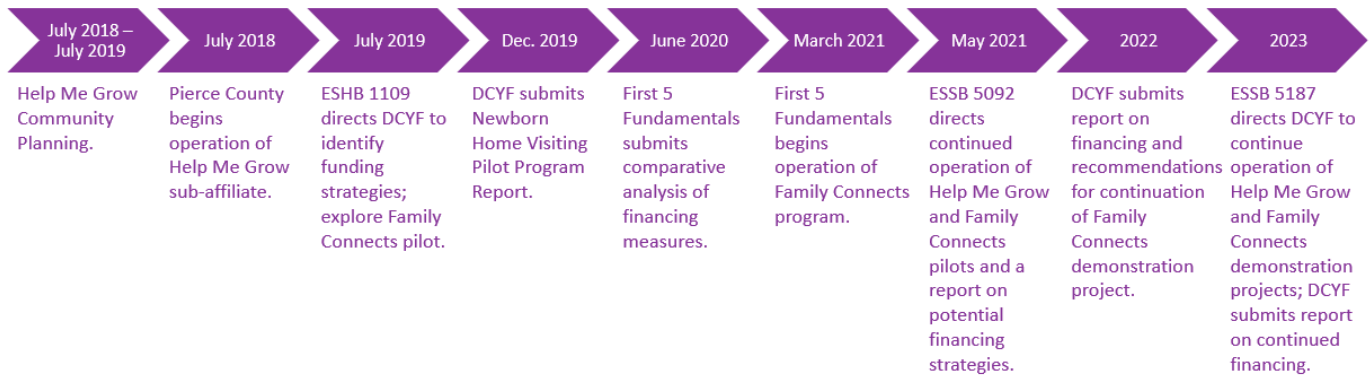 July 2018 –
July 2019
Help Me Grow
Community
Planning.
July 2018
Pierce County
begins
operation of
Help Me Grow
sub-affiliate.
July 2019
ESHB 1109
directs DCYF to
identify
funding
strategies;
explore Family
Connects pilot.
Dec. 2019
DCYF submits
Newborn
Home Visiting
Pilot Program
Report.
June 2020
First 5
Fundamentals
submits
comparative
analysis of
financing
measures.
March 2021
First 5
Fundamentals
begins
operation of
Family Connects
program.
May 2021
ESSB 5092
directs
continued
operation of
Help Me Grow
and Family
Connects
pilots and a
report on
potential
financing
strategies.
2022
DCYF submits
report on
financing and
recommendations
for continuation
of Family
Connects
demonstration
project.
2023
ESSB 5187
directs DCYF to
continue
operation of
Help Me Grow
and Family
Connects
demonstration
projects; DCYF
submits report
on continued
financing.